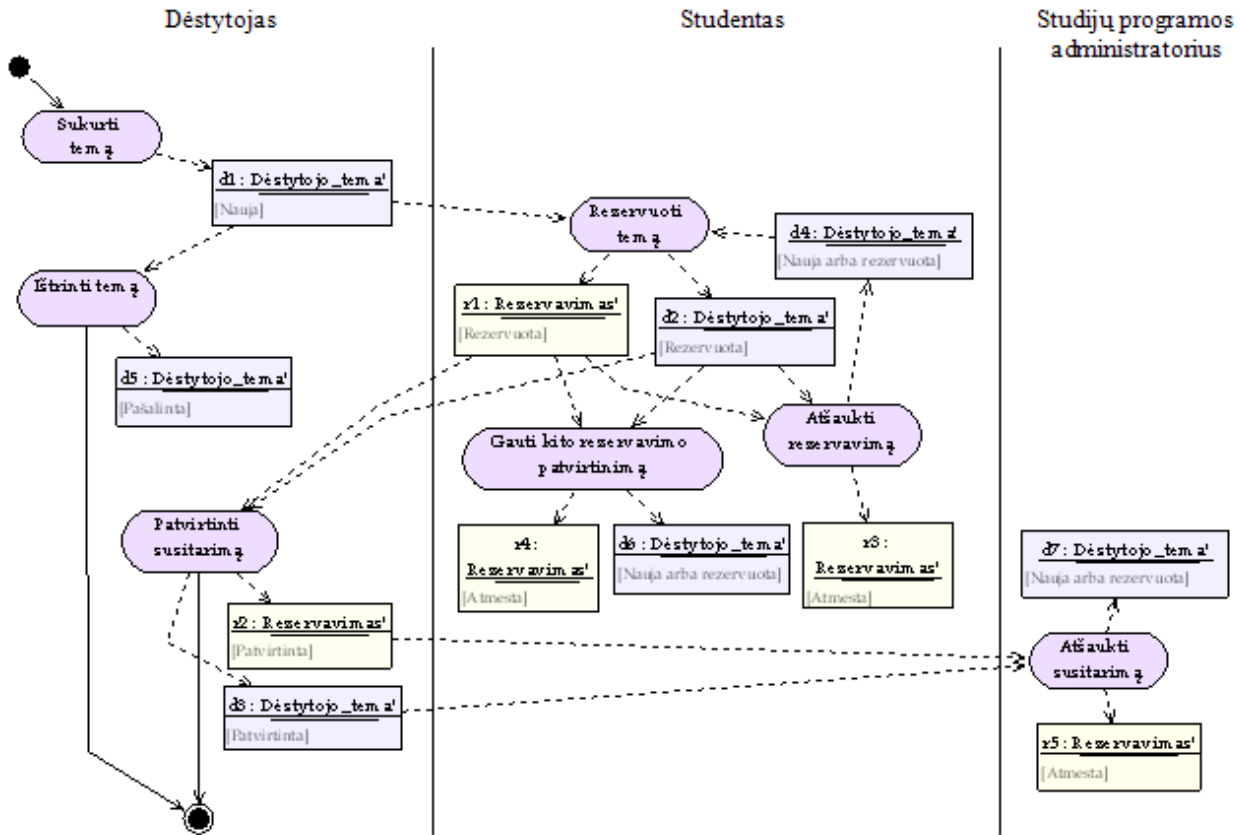 Dėstytojas
Studentas
Studijų programos
administratorius
Sukurti
temą
d1 : Dėstytojo_tema'
[Nauja]
Rezervuoti
temą
d4: Dėstytojo_tema'
[Nauja arba rezervuota]
Ištrinti temą
r1 : Rezervavimas'
[Rezervuota]
d2 : Dėstytojo_tema'
[Rezervuota]
d5 : Dėstytojo_tema'
[Pašalinta]
Gauti kito rezervavimo
patvirtinimą
Atšaukti
rezervavimą
Patvirtinti
susitarimą
r4 :
Rezervavimas'
[Atmesta]
d6 : Dėstytojo_tema'
[Nauja arba rezervuota]
r3 :
Rezervavimas'
[Atmesta]
d7 : Dėstytojo_tema'
[Nauja arba rezervuota]
r2 : Rezervavimas'
[Patvirtinta]
Atšaukti
susitarimą
d3 : Dėstytojo_tema'
[Patvirtinta]
r5 : Rezervavimas'
[Atmesta]